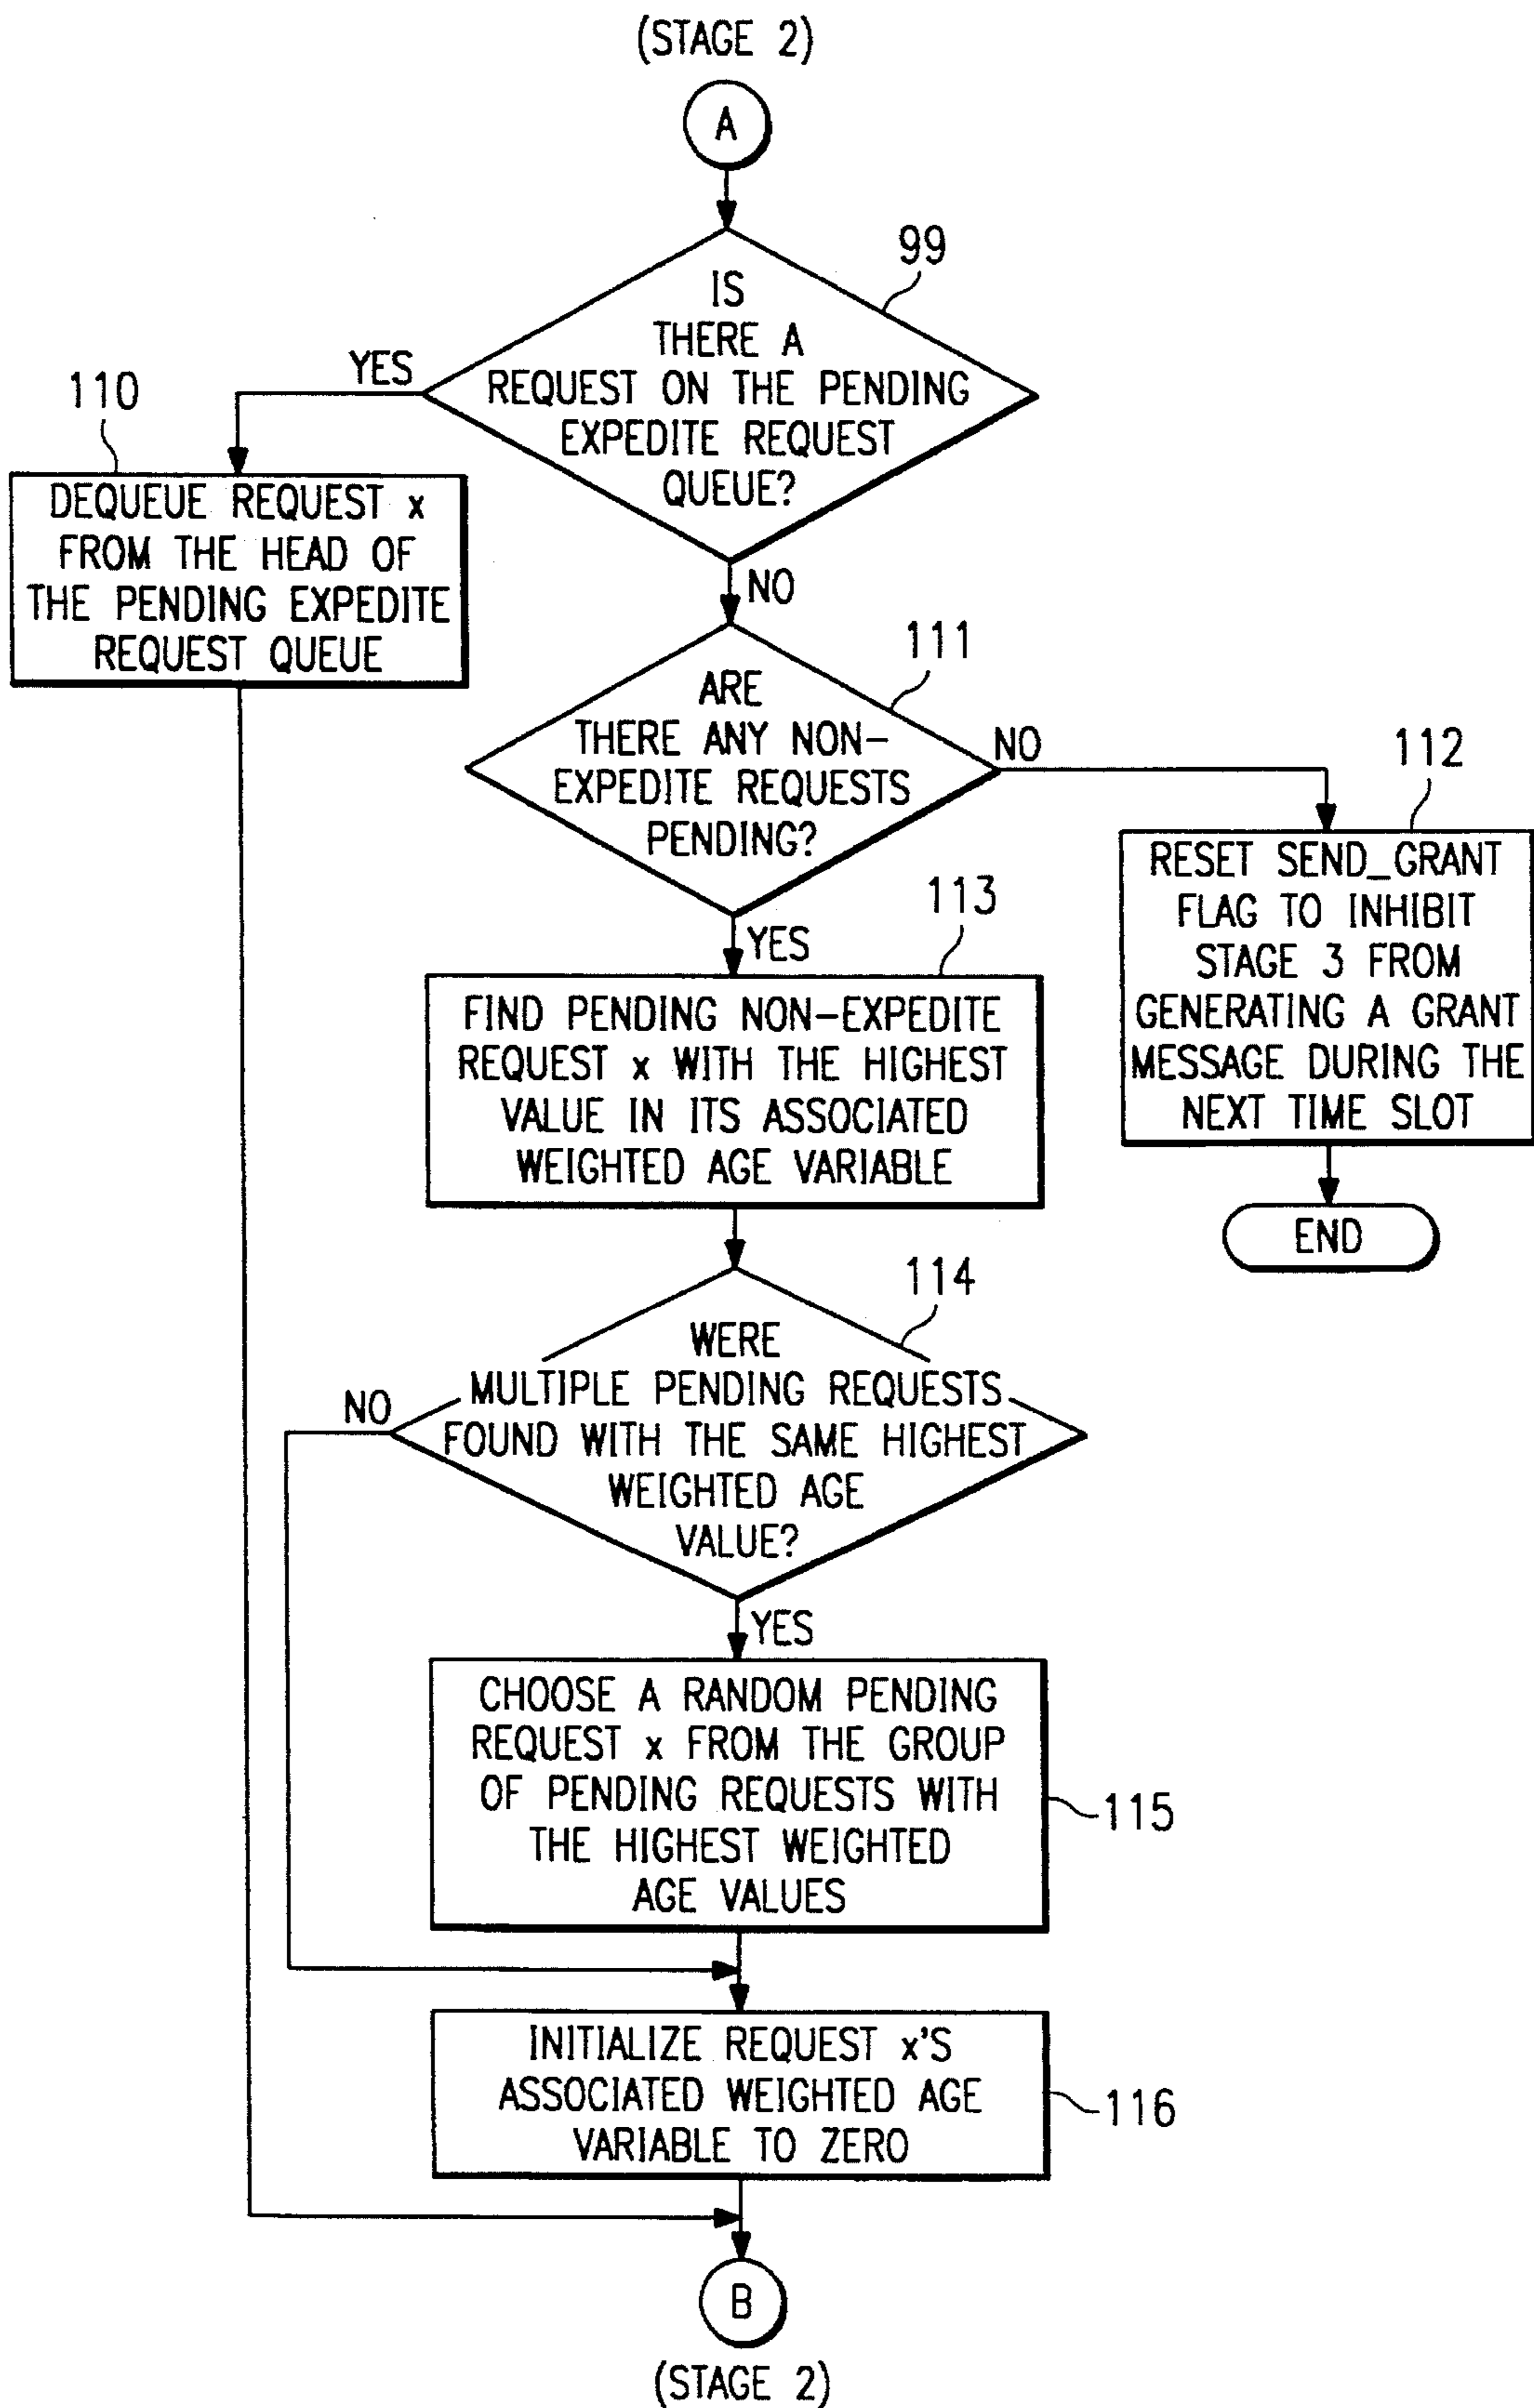 (STAGE 2)
A
99
IS
THERE A
REQUEST ON THE PENDING
EXPEDITE REQUEST
QUEUE?
YES
110
DEQUEUE REQUEST x
FROM THE HEAD OF
THE PENDING EXPEDITE
REQUEST QUEUE
NO
111
ARE
THERE ANY NON-
EXPEDITE REQUESTS
PENDING?
NO
112
RESET SEND_GRANT
FLAG TO INHIBIT
STAGE 3 FROM
GENERATING A GRANT
MESSAGE DURING THE
NEXT TIME SLOT
END
YES
113
FIND PENDING NON-EXPEDITE
REQUEST x WITH THE HIGHEST
VALUE IN ITS ASSOCIATED
WEIGHTED AGE VARIABLE
114
WERE
MULTIPLE PENDING REQUESTS
FOUND WITH THE SAME HIGHEST
WEIGHTED AGE
VALUE?
NO
YES
CHOOSE A RANDOM PENDING
REQUEST x FROM THE GROUP
OF PENDING REQUESTS WITH
THE HIGHEST WEIGHTED
AGE VALUES
115
INITIALIZE REQUEST x'S
ASSOCIATED WEIGHTED AGE
VARIABLE TO ZERO
116
B
(STAGE 2)